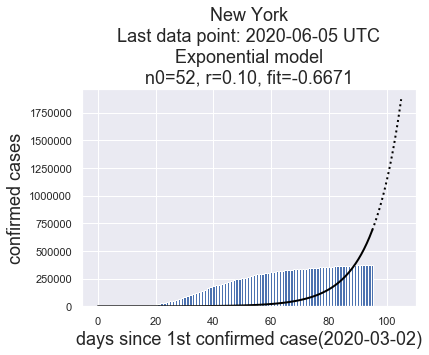 New York
Last data point: 2020-06-05 UTC
Exponential model
n0=52, r=0.10, fit=-0.6671
confirmed cases
1750000
1500000
1250000
1000000
750000
500000
250000
0
0 20 40 60 80 100
days since 1st confirmed case(2020-03-02)